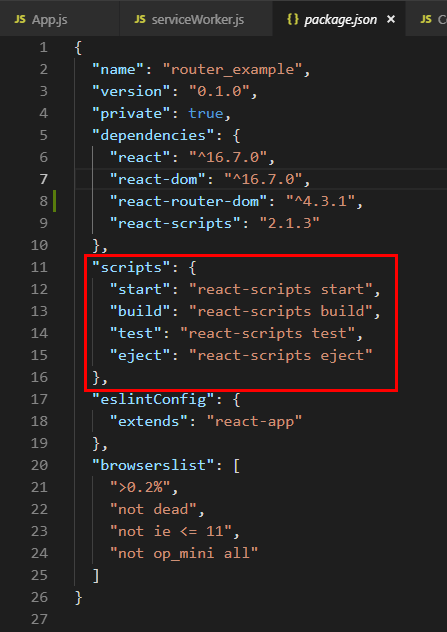 JS App.js JS serviceWorker.js {} package.json × JS
1 {
2 "name": "router_example",
3 "version": "0.1.0",
4 "private": true,
5 "dependencies": {
6 "react": "^16.7.0",
7 "react-dom": "^16.7.0",
8 "react-router-dom": "^4.3.1",
9 "react-scripts": "2.1.3"
10 },
11 "scripts": {
12 "start": "react-scripts start",
13 "build": "react-scripts build",
14 "test": "react-scripts test",
15 "eject": "react-scripts eject"
16 },
17 "eslintConfig": {
18 "extends": "react-app"
19 },
20 "browserslist": [
21 ">0.2%",
22 "not dead",
23 "not ie <= 11",
24 "not op_mini all"
25 ]
26 }
27